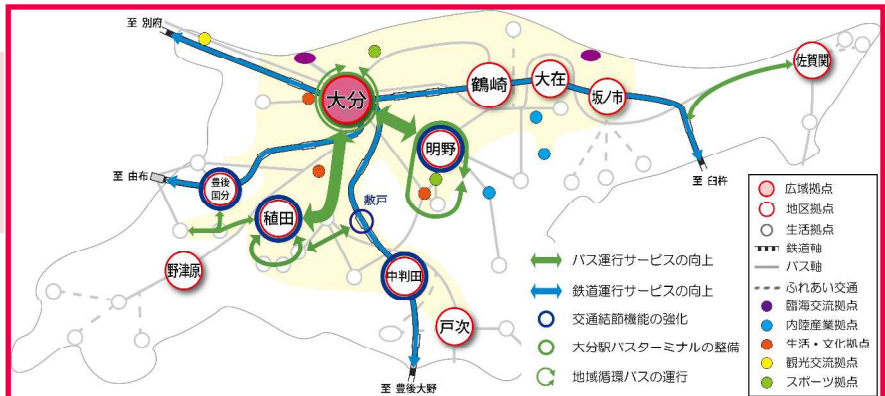 至 別府
大分
鶴崎
大在
坂ノ市
佐賀関
明野
至 臼杵
至 由布
豊後
国分
稙田
敷戸
野津原
中判田
戸次
至 豊後大野
バス運行サービスの向上
鉄道運行サービスの向上
交通結節機能の強化
大分駅バスターミナルの整備
地域循環バスの運行
広域拠点
地区拠点
生活拠点
鉄道軸
バス軸
ふれあい交通
臨海交流拠点
内陸産業拠点
生活・文化拠点
観光交流拠点
スポーツ拠点